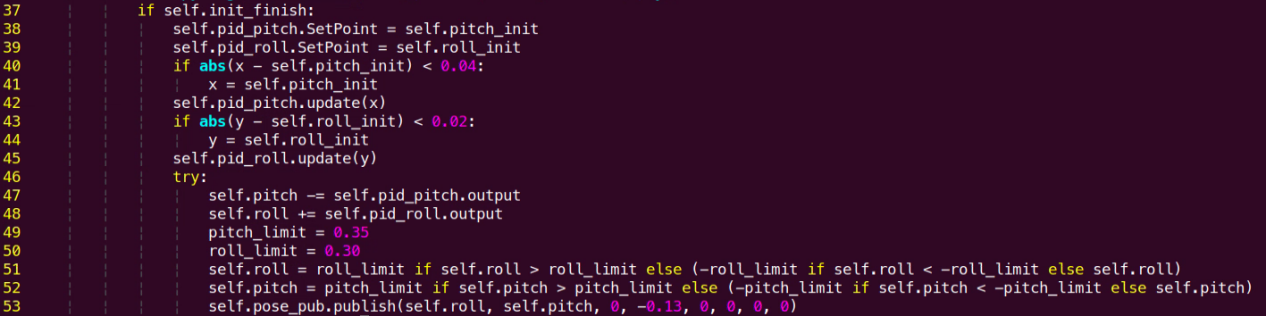 37 if self.init_finish:
38 self.pid_pitch.SetPoint = self.pitch_init
39 self.pid_roll.SetPoint = self.roll_init
40 if abs(x - self.pitch_init) < 0.04:
41 x = self.pitch_init
42 self.pid_pitch.update(x)
43 if abs(y - self.roll_init) < 0.02:
44 y = self.roll_init
45 self.pid_roll.update(y)
46 try:
47 self.pitch -= self.pid_pitch.output
48 self.roll += self.pid_roll.output
49 pitch_limit = 0.35
50 roll_limit = 0.30
51 self.roll = roll_limit if self.roll > roll_limit else (-roll_limit if self.roll < -roll_limit else self.roll)
52 self.pitch = pitch_limit if self.pitch > pitch_limit else (-pitch_limit if self.pitch < -pitch_limit else self.pitch)
53 self.pose_pub.publish(self.roll, self.pitch, 0, -0.13, 0, 0, 0, 0)